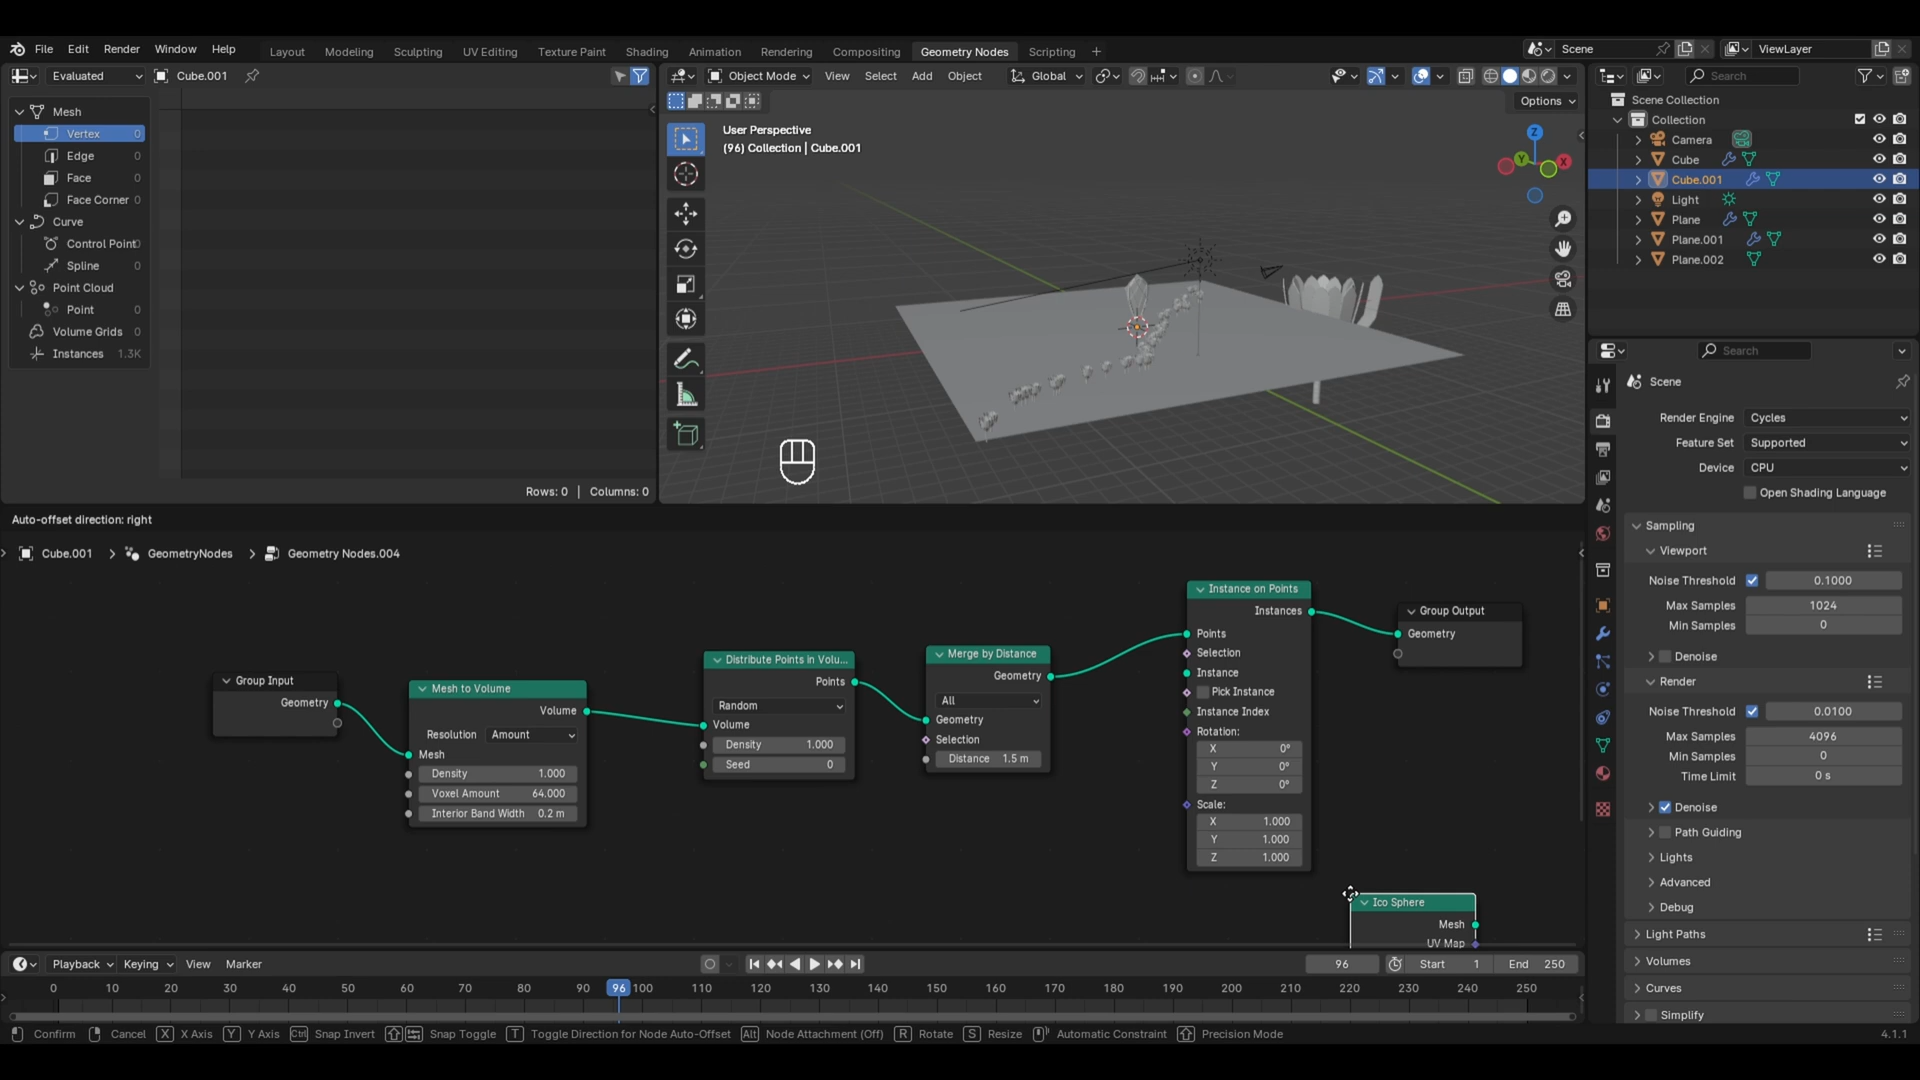 File Edit Render Window Help
Layout Modeling Sculpting UV Editing Texture Paint Shading Animation Rendering Compositing Geometry Nodes Scripting +
Scene ViewLayer
Evaluated Cube.001
Object Mode View Select Add Object Global
Search
Options
Mesh
Vertex 0
Edge 0
Face 0
Face Corner 0
Curve
Control Point 0
Spline 0
Point Cloud
Point 0
Volume Grids 0
Instances 1.3K
Rows: 0 | Columns: 0
User Perspective
(96) Collection | Cube.001
Z
Y
X
Scene Collection
Collection
Camera
Cube
Cube.001
Light
Plane
Plane.001
Plane.002
Search
Scene
Render Engine Cycles
Feature Set Supported
Device CPU
Open Shading Language
Sampling
Viewport
Noise Threshold 0.1000
Max Samples 1024
Min Samples 0
Denoise
Render
Noise Threshold 0.0100
Max Samples 4096
Min Samples 0
Time Limit 0 s
Denoise
Path Guiding
Lights
Advanced
Debug
Light Paths
Volumes
Curves
Simplify
Auto-offset direction: right
Cube.001 > GeometryNodes > Geometry Nodes.004
Group Input
Geometry
Mesh to Volume
Volume
Resolution Amount
Mesh
Density 1.000
Voxel Amount 64.000
Interior Band Width 0.2 m
Distribute Points in Volu...
Points
Random
Volume
Density 1.000
Seed 0
Merge by Distance
Geometry
All
Geometry
Selection
Distance 1.5 m
Instance on Points
Instances
Points
Selection
Instance
Pick Instance
Instance Index
Rotation:
X 0°
Y 0°
Z 0°
Scale:
X 1.000
Y 1.000
Z 1.000
Group Output
Geometry
Ico Sphere
Mesh
UV Map
Playback Keying View Marker
96 Start 1 End 250
0 10 20 30 40 50 60 70 80 90 96 100 110 120 130 140 150 160 170 180 190 200 210 220 230 240 250
Confirm Cancel X X Axis Y Y Axis Ctrl Snap Invert Snap Toggle T Toggle Direction for Node Auto-Offset Alt Node Attachment (Off) R Rotate S Resize Automatic Constraint Precision Mode 4.1.1